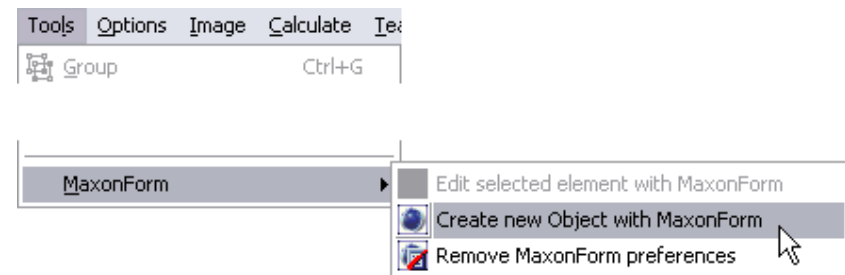 Tools Options Image Calculate
Group Ctrl+G
MaxonForm
Edit selected element with MaxonForm
Create new Object with MaxonForm
Remove MaxonForm preferences